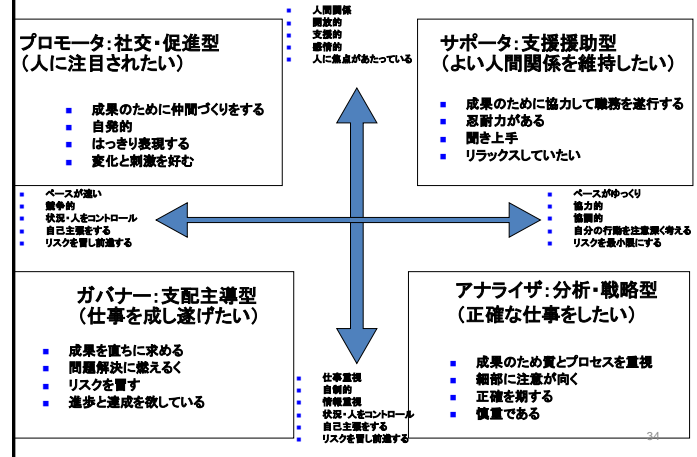 人間関係
開放的
支援的
感情的
人に焦点があたっている
プロモータ:社交・促進型
(人に注目されたい)
成果のために仲間づくりをする
自発的
はっきり表現する
変化と刺激を好む
サポータ:支援援助型
(よい人間関係を維持したい)
成果のために協力して職務を遂行する
忍耐力がある
聞き上手
リラックスしていたい
ペースが速い
競争的
状況・人をコントロール
自己主張をする
リスクを冒し前進する
ペースがゆっくり
協力的
協調的
自分の行動を注意深く考える
リスクを最小限にする
ガバナー:支配主導型
(仕事を成し遂げたい)
成果を直ちに求める
問題解決に燃えるく
リスクを冒す
進歩と達成を欲している
アナライザ:分析・戦略型
(正確な仕事をしたい)
成果のため質とプロセスを重視
細部に注意が向く
正確を期する
慎重である
仕事重視
自制的
情報重視
状況・人をコントロール
自己主張をする
リスクを冒し前進する
34